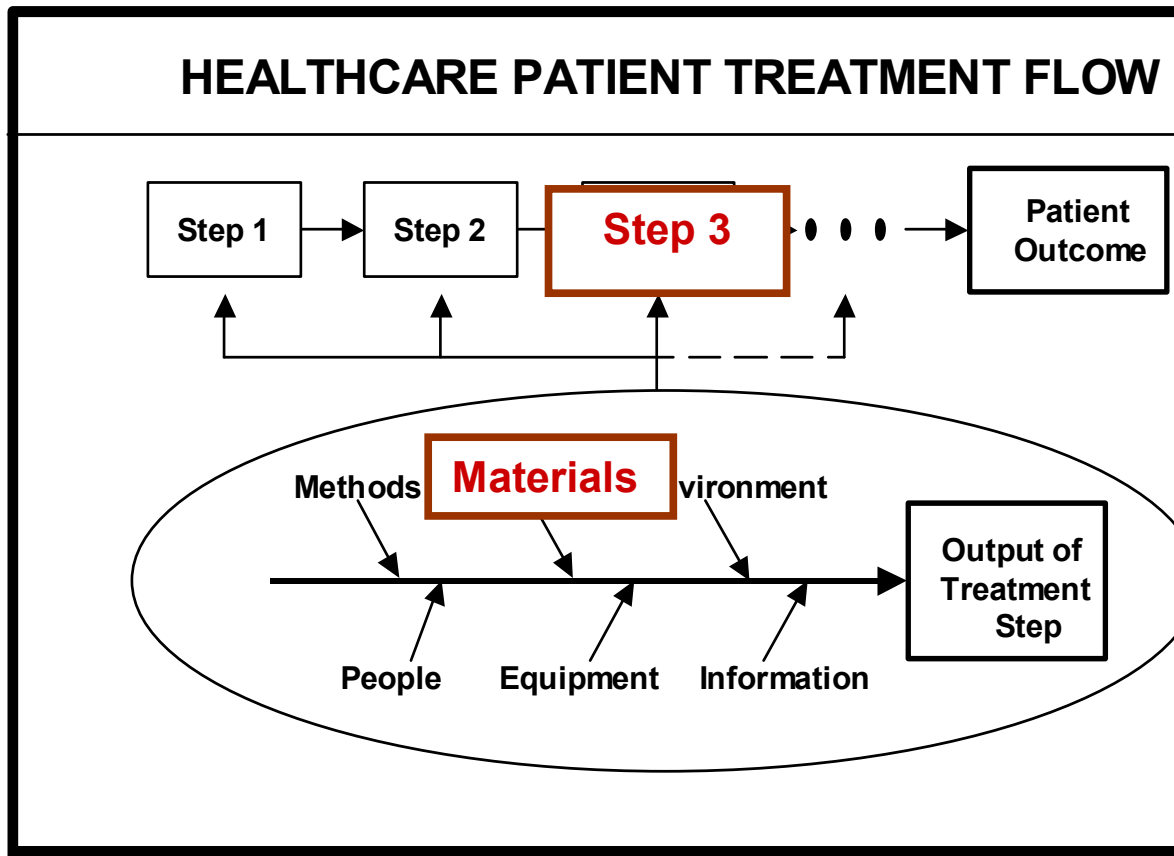 HEALTHCARE PATIENT TREATMENT FLOW
Step 1
Step 2
Step 3
Patient
Outcome
Methods
Materials
vironment
Output of
Treatment
Step
People
Equipment
Information